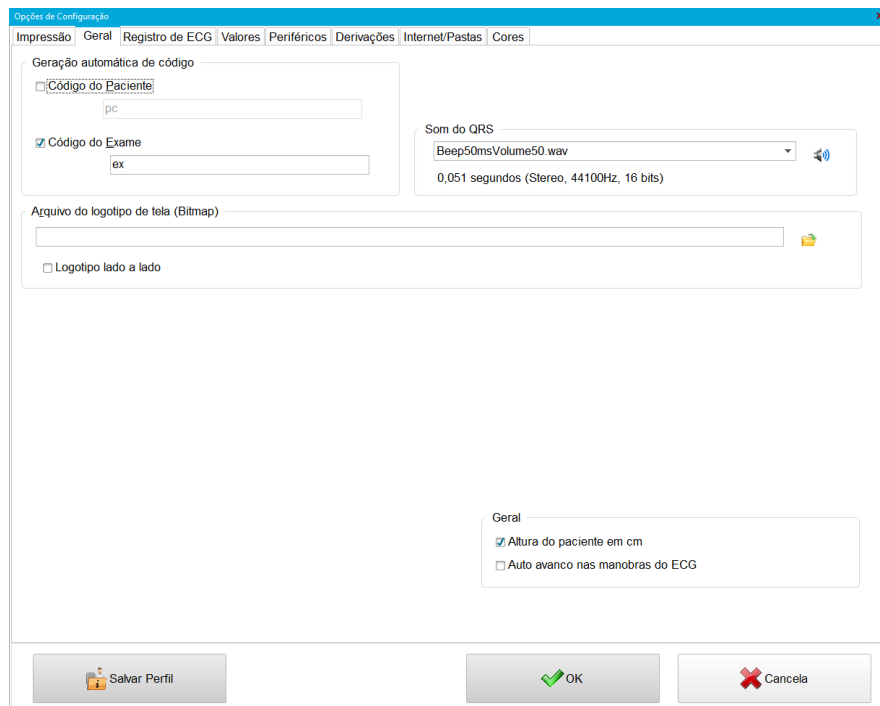 Opções de Configuração
Impressão Geral Registro de ECG Valores Periféricos Derivações Internet/Pastas Cores
Geração automática de código
Código do Paciente
pc
Código do Exame
ex
Som do QRS
Beep50msVolume50.wav
0,051 segundos (Stereo, 44100Hz, 16 bits)
Arquivo do logotipo de tela (Bitmap)
Logotipo lado a lado
Geral
Altura do paciente em cm
Auto avanco nas manobras do ECG
Salvar Perfil OK Cancela